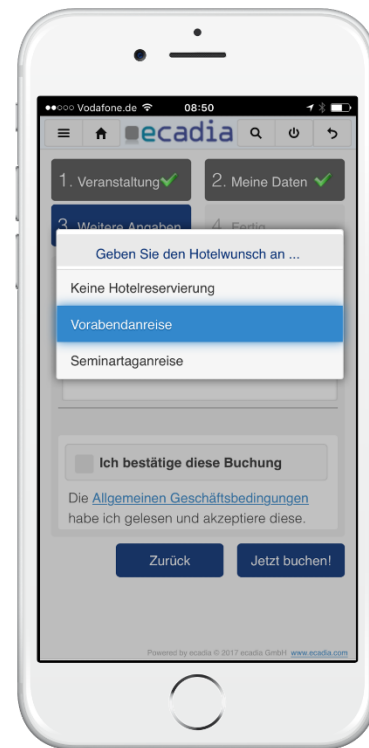 Vodafone.de 08:50
ecadia
1. Veranstaltung
2. Meine Daten
3. Weitere Angaben
4. Fertig
Geben Sie den Hotelwunsch an ...
Keine Hotelreservierung
Vorabendanreise
Seminartaganreise
Ich bestätige diese Buchung
Die Allgemeinen Geschäftsbedingungen
habe ich gelesen und akzeptiere diese.
Zurück
Jetzt buchen!
Powered by ecadia © 2017 ecadia GmbH www.ecadia.com